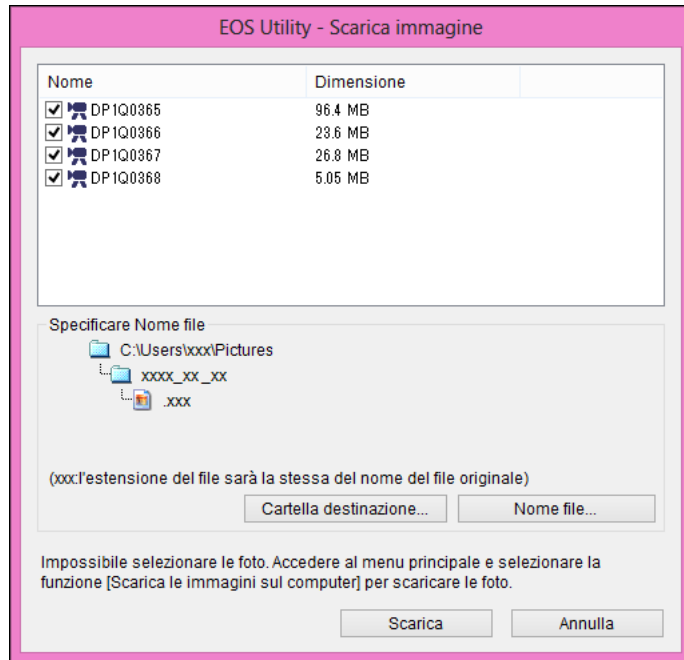 EOS Utility - Scarica immagine
Nome Dimensione
DP1Q0365 96.4 MB
DP1Q0366 23.6 MB
DP1Q0367 26.8 MB
DP1Q0368 5.05 MB
Specificare Nome file
C:\Users\xxx\Pictures
xxxx_xx_xx
.xxx
(xxx:l'estensione del file sarà la stessa del nome del file originale)
Cartella destinazione... Nome file...
Impossibile selezionare le foto. Accedere al menu principale e selezionare la
funzione [Scarica le immagini sul computer] per scaricare le foto.
Scarica Annulla